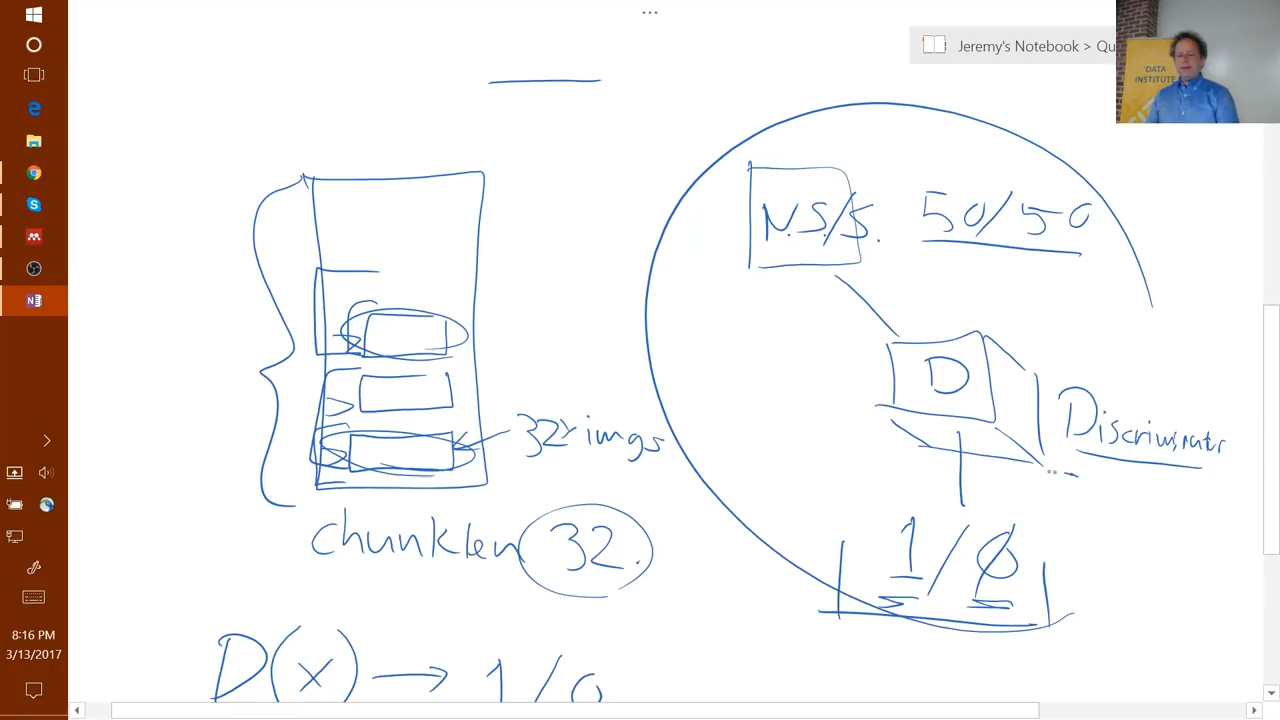 Jeremy's Notebook > Qu
DATA
INSTITUTE
N.S./S. 50/50
D
Discriminator
32 imgs
chunklen 32.
1/0
D(x) → 1/0
8:16 PM
3/13/2017